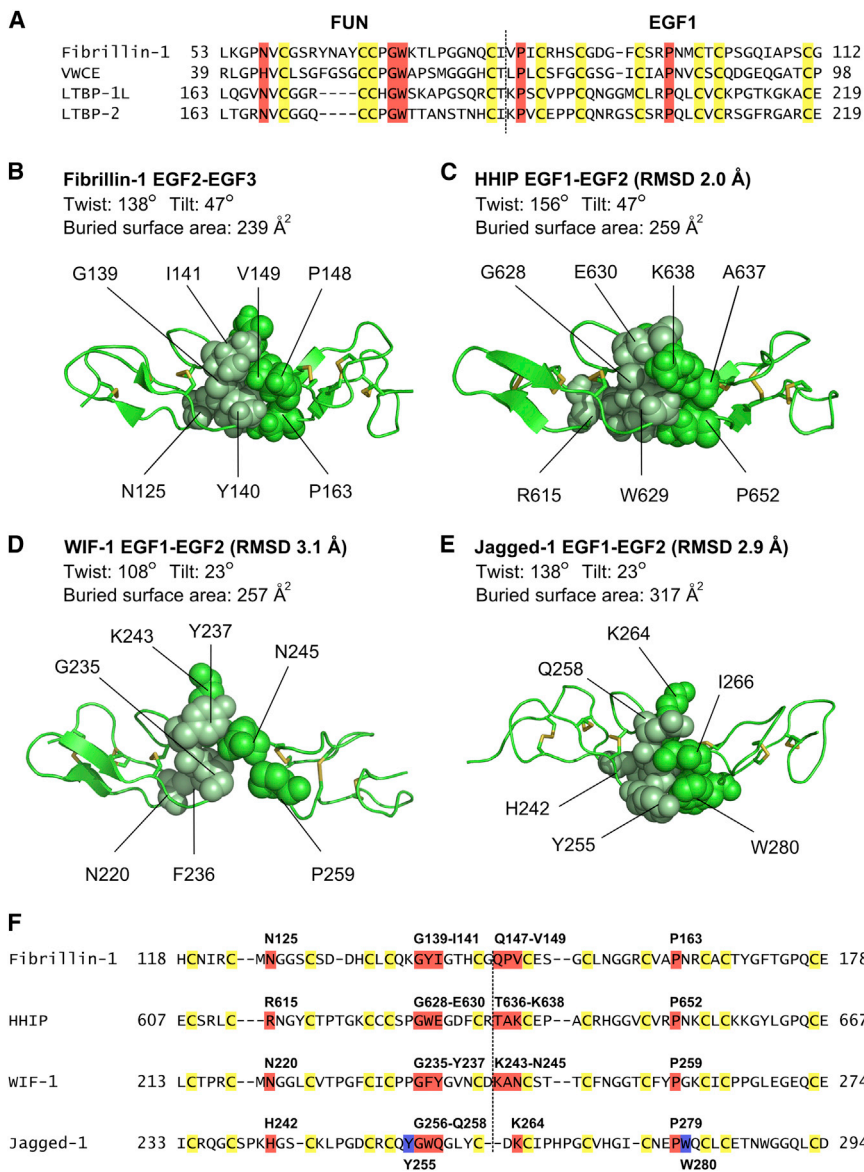 A
FUN EGF1
Fibrillin-1 53 LKGPNVCGSRYNAYCCPGWKTLPGGNQCIVPICRHSCGDG-FCSRPNMCTCPSGQIAPSCG 112
VWCE 39 RLGPHVCLSGFGSGCCPGWAPSMGGGHCTLPLCSFGCGSG-ICIAPNVCSCQDGEQGATCP 98
LTBP-1L 163 LQGVNVCGGR----CCHGWSKAPGSQRCTKPSCVPPCQNGGMCLRPQLCVCKPGTKGKACE 219
LTBP-2 163 LTGRNVCGGQ----CCPGWTTANSTNHCIKPVCEPPCQNRGSCSRPQLCVCRSGFRGARCE 219
B Fibrillin-1 EGF2-EGF3
Twist: 138° Tilt: 47°
Buried surface area: 239 Å²
G139 I141 V149 P148
N125 Y140 P163
C HHIP EGF1-EGF2 (RMSD 2.0 Å)
Twist: 156° Tilt: 47°
Buried surface area: 259 Å²
G628 E630 K638 A637
R615 W629 P652
D WIF-1 EGF1-EGF2 (RMSD 3.1 Å)
Twist: 108° Tilt: 23°
Buried surface area: 257 Å²
Y237
K243
N245
G235
N220 F236 P259
E Jagged-1 EGF1-EGF2 (RMSD 2.9 Å)
Twist: 138° Tilt: 23°
Buried surface area: 317 Å²
K264
Q258
I266
H242
Y255
W280
F
N125 G139-I141 Q147-V149 P163
Fibrillin-1 118 HCNIRC--MNGGSCSD-DHCLCQKGYIGTHCGQPVCES--GCLNGGRCVAPNRCACTYGFTGPQCE 178
R615 G628-E630 T636-K638 P652
HHIP 607 ECSRLC---RNGYCTPTGKCCCSPGWEGDFCRTAKCEP--ACRHGGVCVRPNKCLCKKGYLGPQCE 667
N220 G235-Y237 K243-N245 P259
WIF-1 213 LCTPRC--MNGGLCVTPGFCICPPGFYGVNCDKANCST--TCFNGGTCFYPGKCICPPGLEGEQCE 274
H242 G256-Q258 K264 P279
Jagged-1 233 ICRQGCSPKHGS-CKLPGDCRCQYGWQGLYC--DKCIPHPGCVHGI-CNEPWQCLCETNWGGQLCD 294
Y255 W280